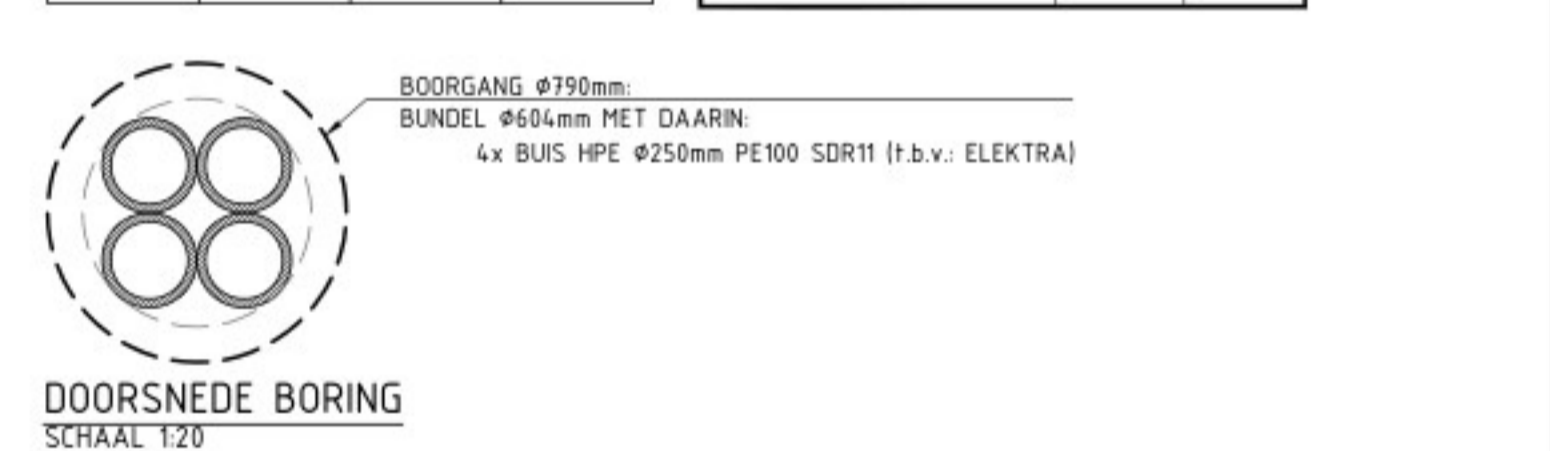 BOORGANG Ø790mm:
BUNDEL Ø604mm MET DAARIN:
4x BUIS HPE Ø250mm PE100 SDR11 (t.b.v.: ELEKTRA)
DOORSNEDE BORING
SCHAAL 1:20